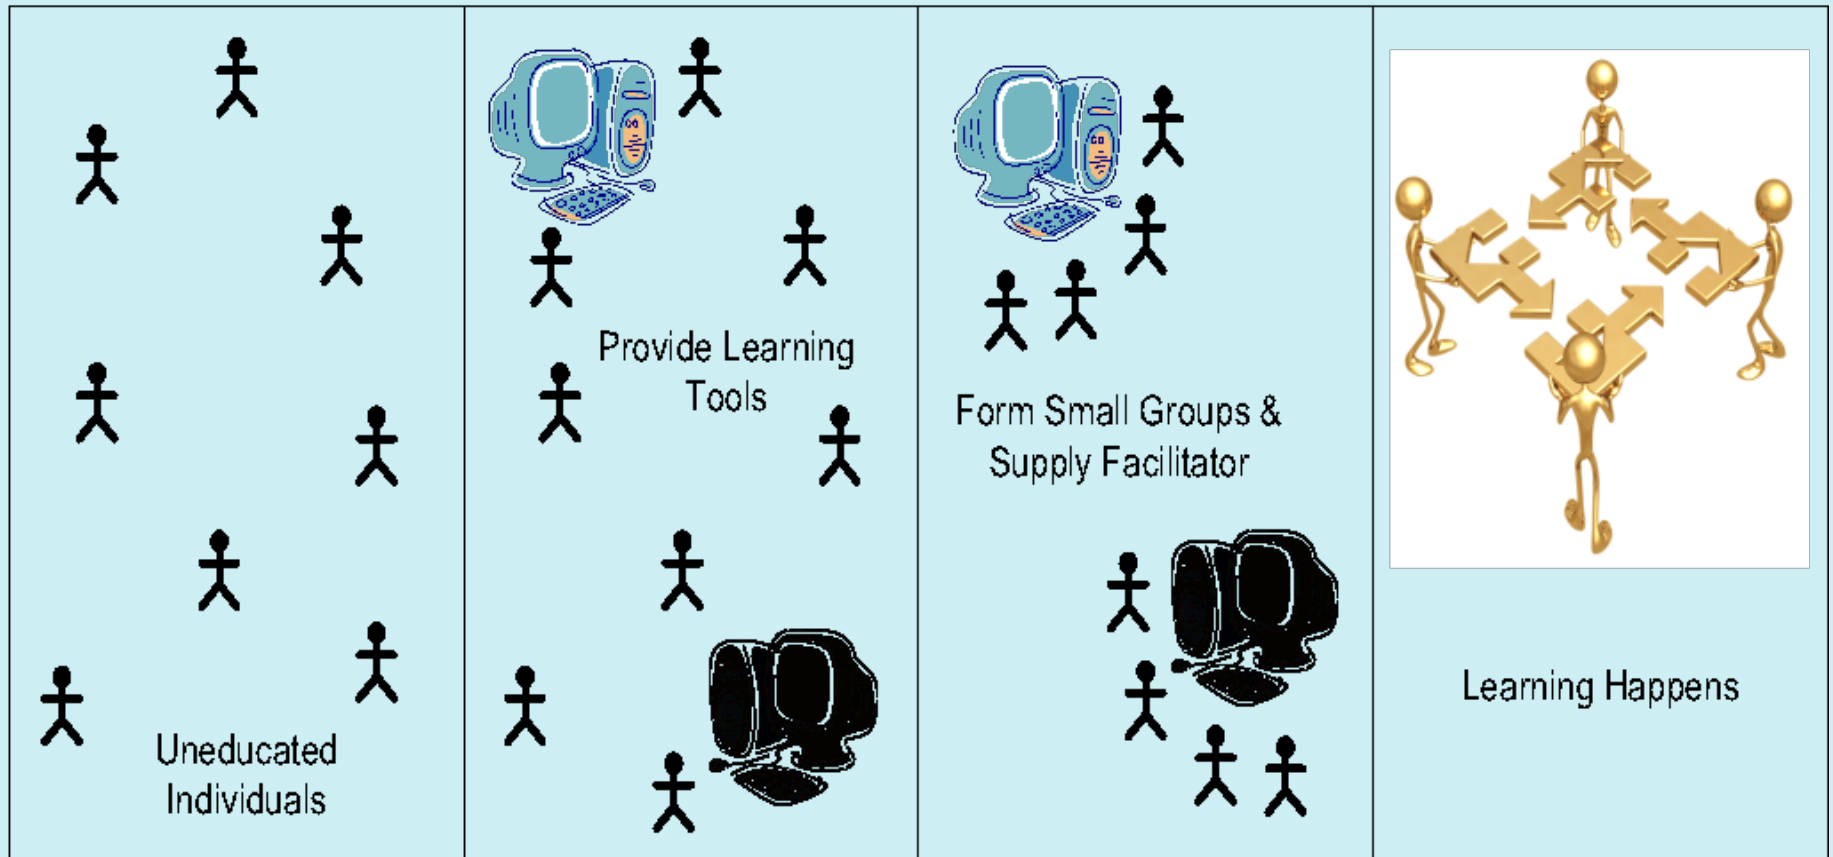 Uneducated
Individuals
Provide Learning
Tools
Form Small Groups &
Supply Facilitator
Learning Happens